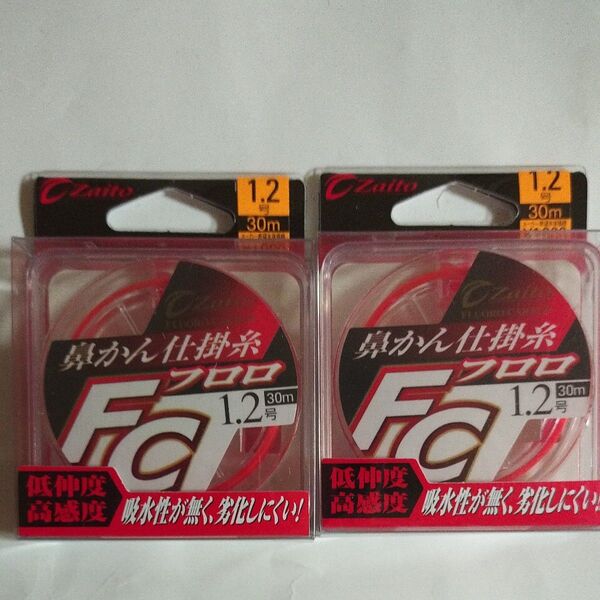 Zaito
1.2
号
30m
Zaito
鼻かん仕掛糸
フロロ
FC
1.2号
30m
低伸度
高感度
吸水性が無く、劣化しにくい!
Zaito
1.2
号
30m
Zaito
鼻かん仕掛糸
フロロ
FC
1.2号
30m
低伸度
高感度
吸水性が無く、劣化しにくい!